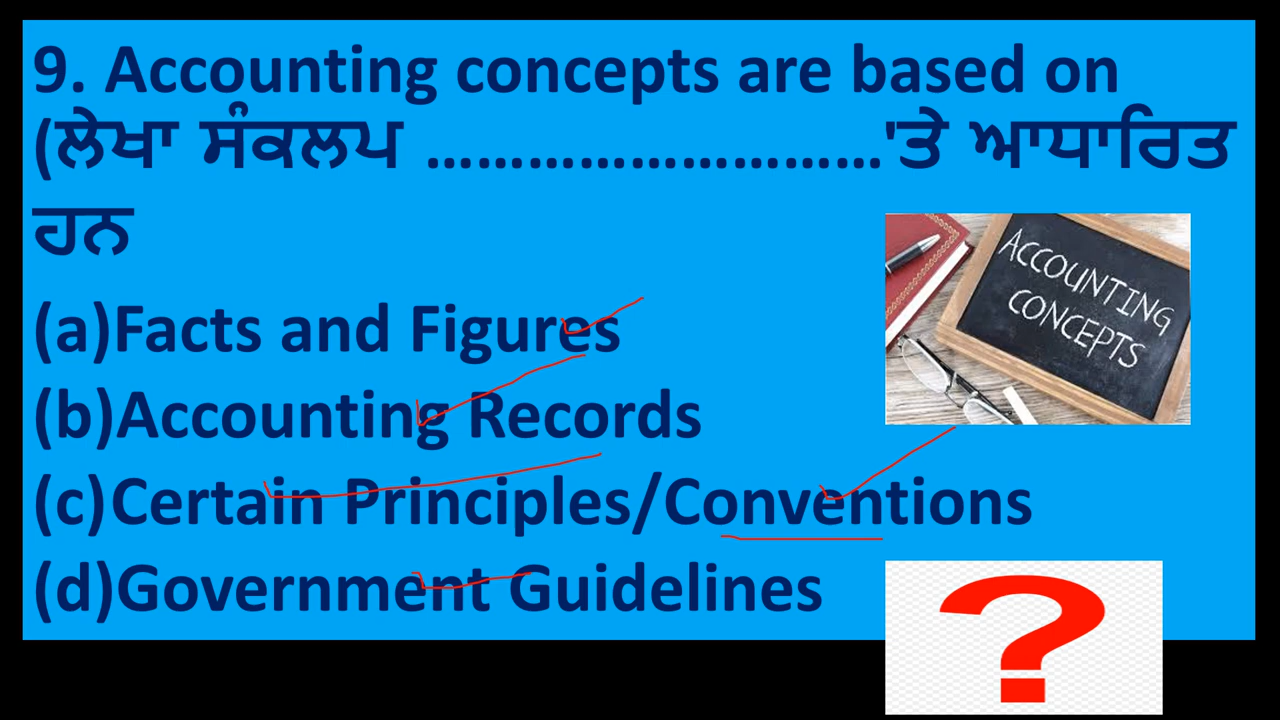 9. Accounting concepts are based on
(ਲੇਖਾ ਸੰਕਲਪ ...........................'ਤੇ ਆਧਾਰਿਤ
ਹਨ
ACCOUNTING
CONCEPTS
(a)Facts and Figures
(b)Accounting Records
(c)Certain Principles/Conventions
(d)Government Guidelines
?